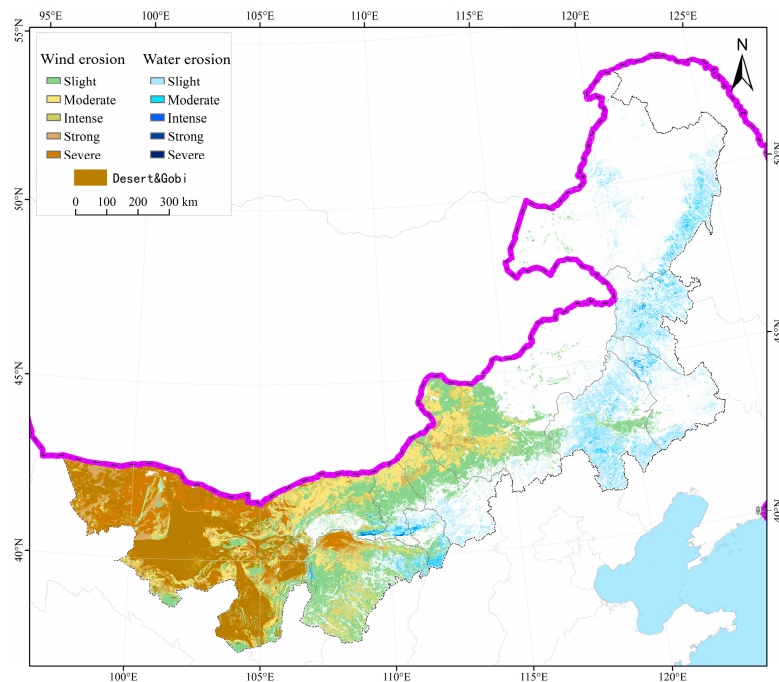 95°E 100°E 105°E 110°E 115°E 120°E 125°E
55°N
N
Wind erosion Water erosion
Slight Slight
Moderate Moderate
Intense Intense
Strong Strong
Severe Severe
Desert&Gobi
0 100 200 300 km
50°N
50°N
45°N
45°N
40°N
40°N
100°E 105°E 110°E 115°E 120°E